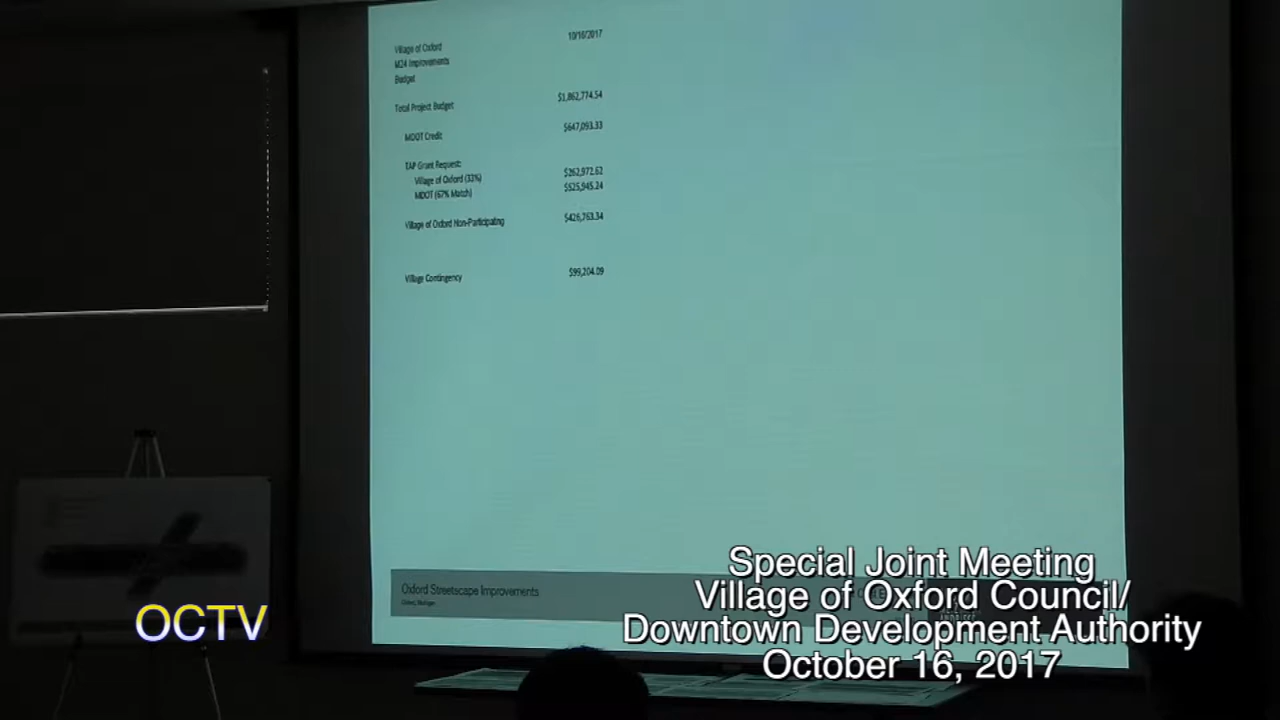 Village of Oxford 10/16/2017
M24 Improvements
Budget
Total Project Budget $1,862,774.54
MDOT Credit $647,093.33
TAP Grant Request:
Village of Oxford (33%) $262,972.62
MDOT (67% Match) $525,945.24
Village of Oxford Non-Participating $426,763.34
Village Contingency $99,204.09
Oxford Streetscape Improvements
Oxford, Michigan
OCTV
Special Joint Meeting
Village of Oxford Council/
Downtown Development Authority
October 16, 2017